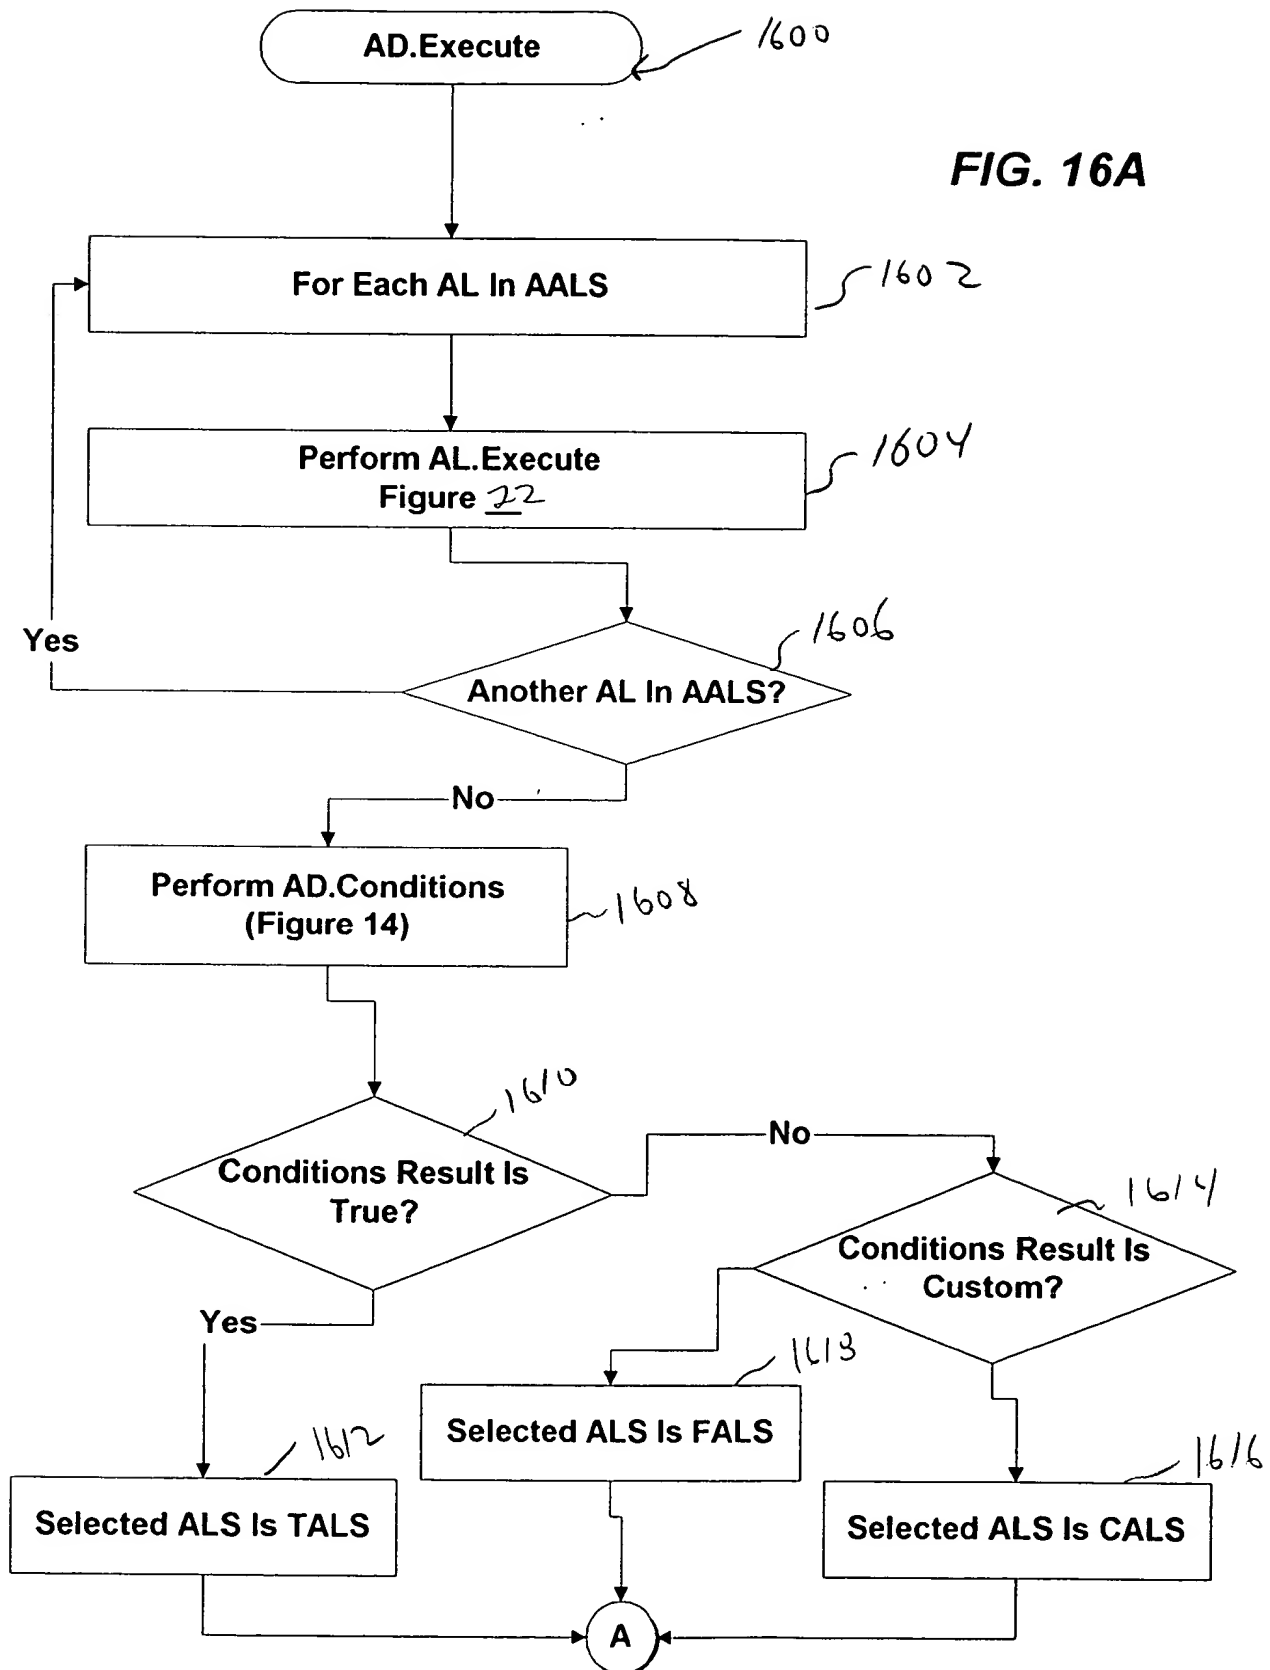 AD.Execute
1600
FIG. 16A
For Each AL In AALS
1602
Perform AL.Execute
Figure 22
1604
Yes
1606
Another AL In AALS?
No
Perform AD.Conditions
(Figure 14)
1608
1610
No
Conditions Result Is
True?
1614
Conditions Result Is
Custom?
Yes
1618
Selected ALS Is FALS
1612
1616
Selected ALS Is TALS
Selected ALS Is CALS
A